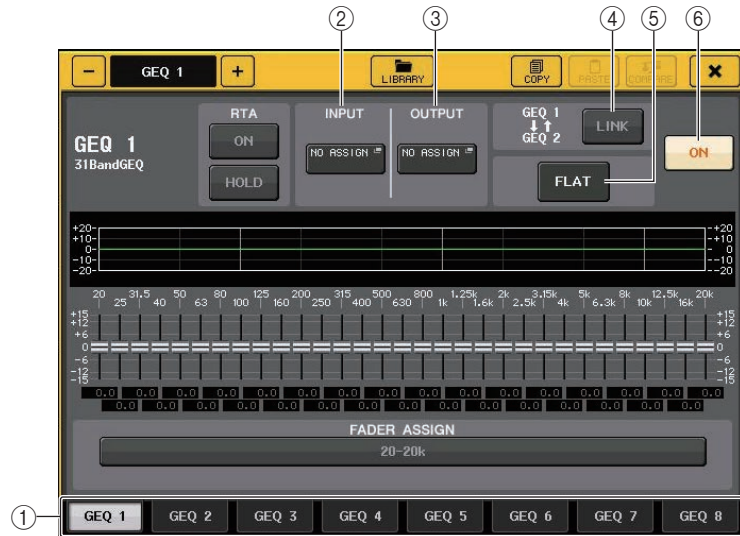 ② ③ ④ ⑤ ⑥
− GEQ 1 + LIBRARY COPY PASTE COMPARE ×
GEQ 1
31BandGEQ
RTA
ON
HOLD
INPUT
NO ASSIGN
OUTPUT
NO ASSIGN
GEQ 1
↓↑
GEQ 2
LINK
FLAT
ON
+20 +20
+10 +10
0 0
-10 -10
-20 -20
20 31.5 50 80 125 200 315 500 800 1.25k 2k 3.15k 5k 8k 12.5k 20k
25 40 63 100 160 250 400 630 1k 1.6k 2.5k 4k 6.3k 10k 16k
+15 +15
+12 +12
+6 +6
0 0
-6 -6
-12 -12
-15 -15
0.0 0.0 0.0 0.0 0.0 0.0 0.0 0.0 0.0 0.0 0.0 0.0 0.0 0.0 0.0 0.0
0.0 0.0 0.0 0.0 0.0 0.0 0.0 0.0 0.0 0.0 0.0 0.0 0.0 0.0 0.0
FADER ASSIGN
20-20k
① GEQ 1 GEQ 2 GEQ 3 GEQ 4 GEQ 5 GEQ 6 GEQ 7 GEQ 8